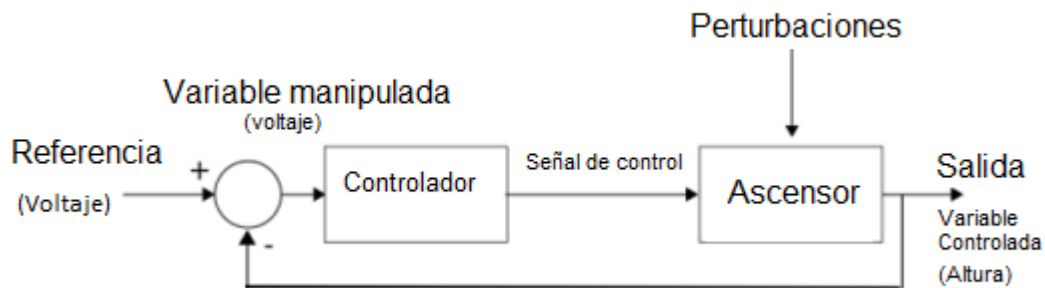 Perturbaciones
Variable manipulada
(voltaje)
Referencia
(Voltaje)
+
-
Controlador
Señal de control
Ascensor
Salida
Variable
Controlada
(Altura)